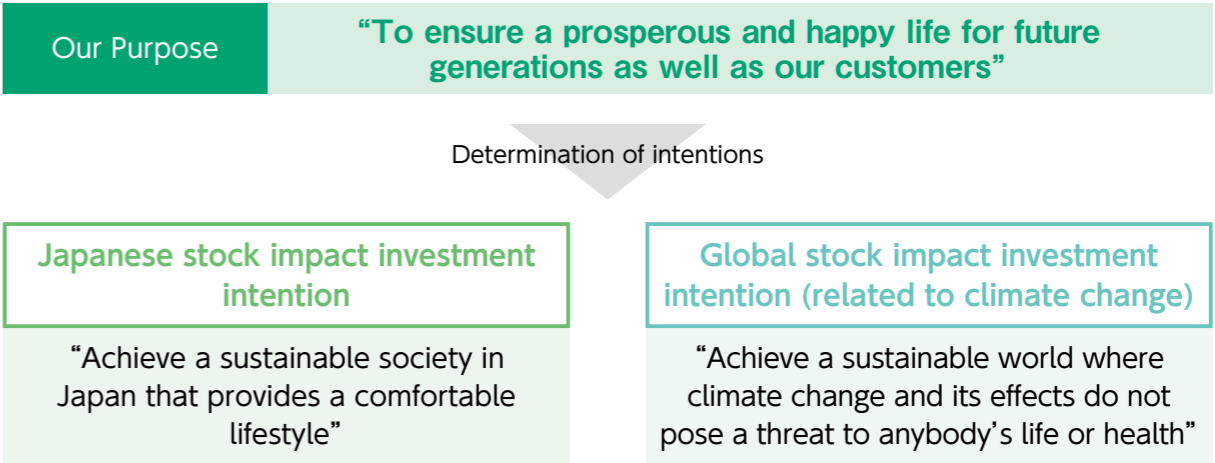 Our Purpose
“To ensure a prosperous and happy life for future
generations as well as our customers”
Determination of intentions
Japanese stock impact investment
intention
“Achieve a sustainable society in
Japan that provides a comfortable
lifestyle”
Global stock impact investment
intention (related to climate change)
“Achieve a sustainable world where
climate change and its effects do not
pose a threat to anybody’s life or health”